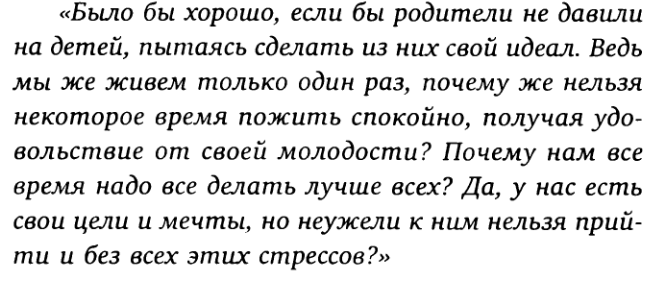 «Было бы хорошо, если бы родители не давили
на детей, пытаясь сделать из них свой идеал. Ведь
мы же живем только один раз, почему же нельзя
некоторое время пожить спокойно, получая удо-
вольствие от своей молодости? Почему нам все
время надо все делать лучше всех? Да, у нас есть
свои цели и мечты, но неужели к ним нельзя прий-
ти и без всех этих стрессов?»